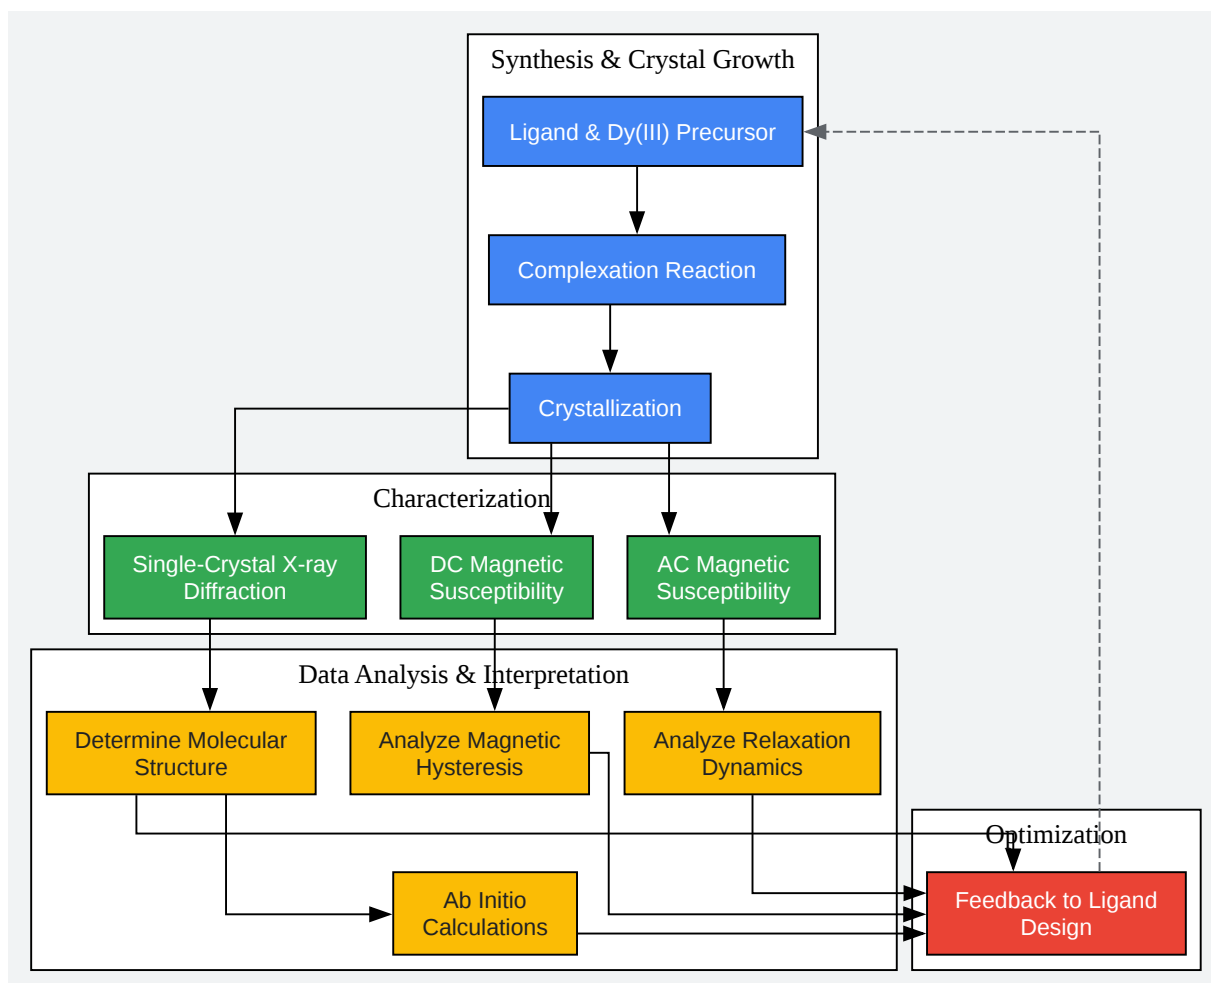 Synthesis & Crystal Growth
Ligand & Dy(III) Precursor
Complexation Reaction
Crystallization
Characterization
Single-Crystal X-ray
Diffraction
DC Magnetic
Susceptibility
AC Magnetic
Susceptibility
Data Analysis & Interpretation
Determine Molecular
Structure
Analyze Magnetic
Hysteresis
Analyze Relaxation
Dynamics
Ab Initio
Calculations
Optimization
Feedback to Ligand
Design